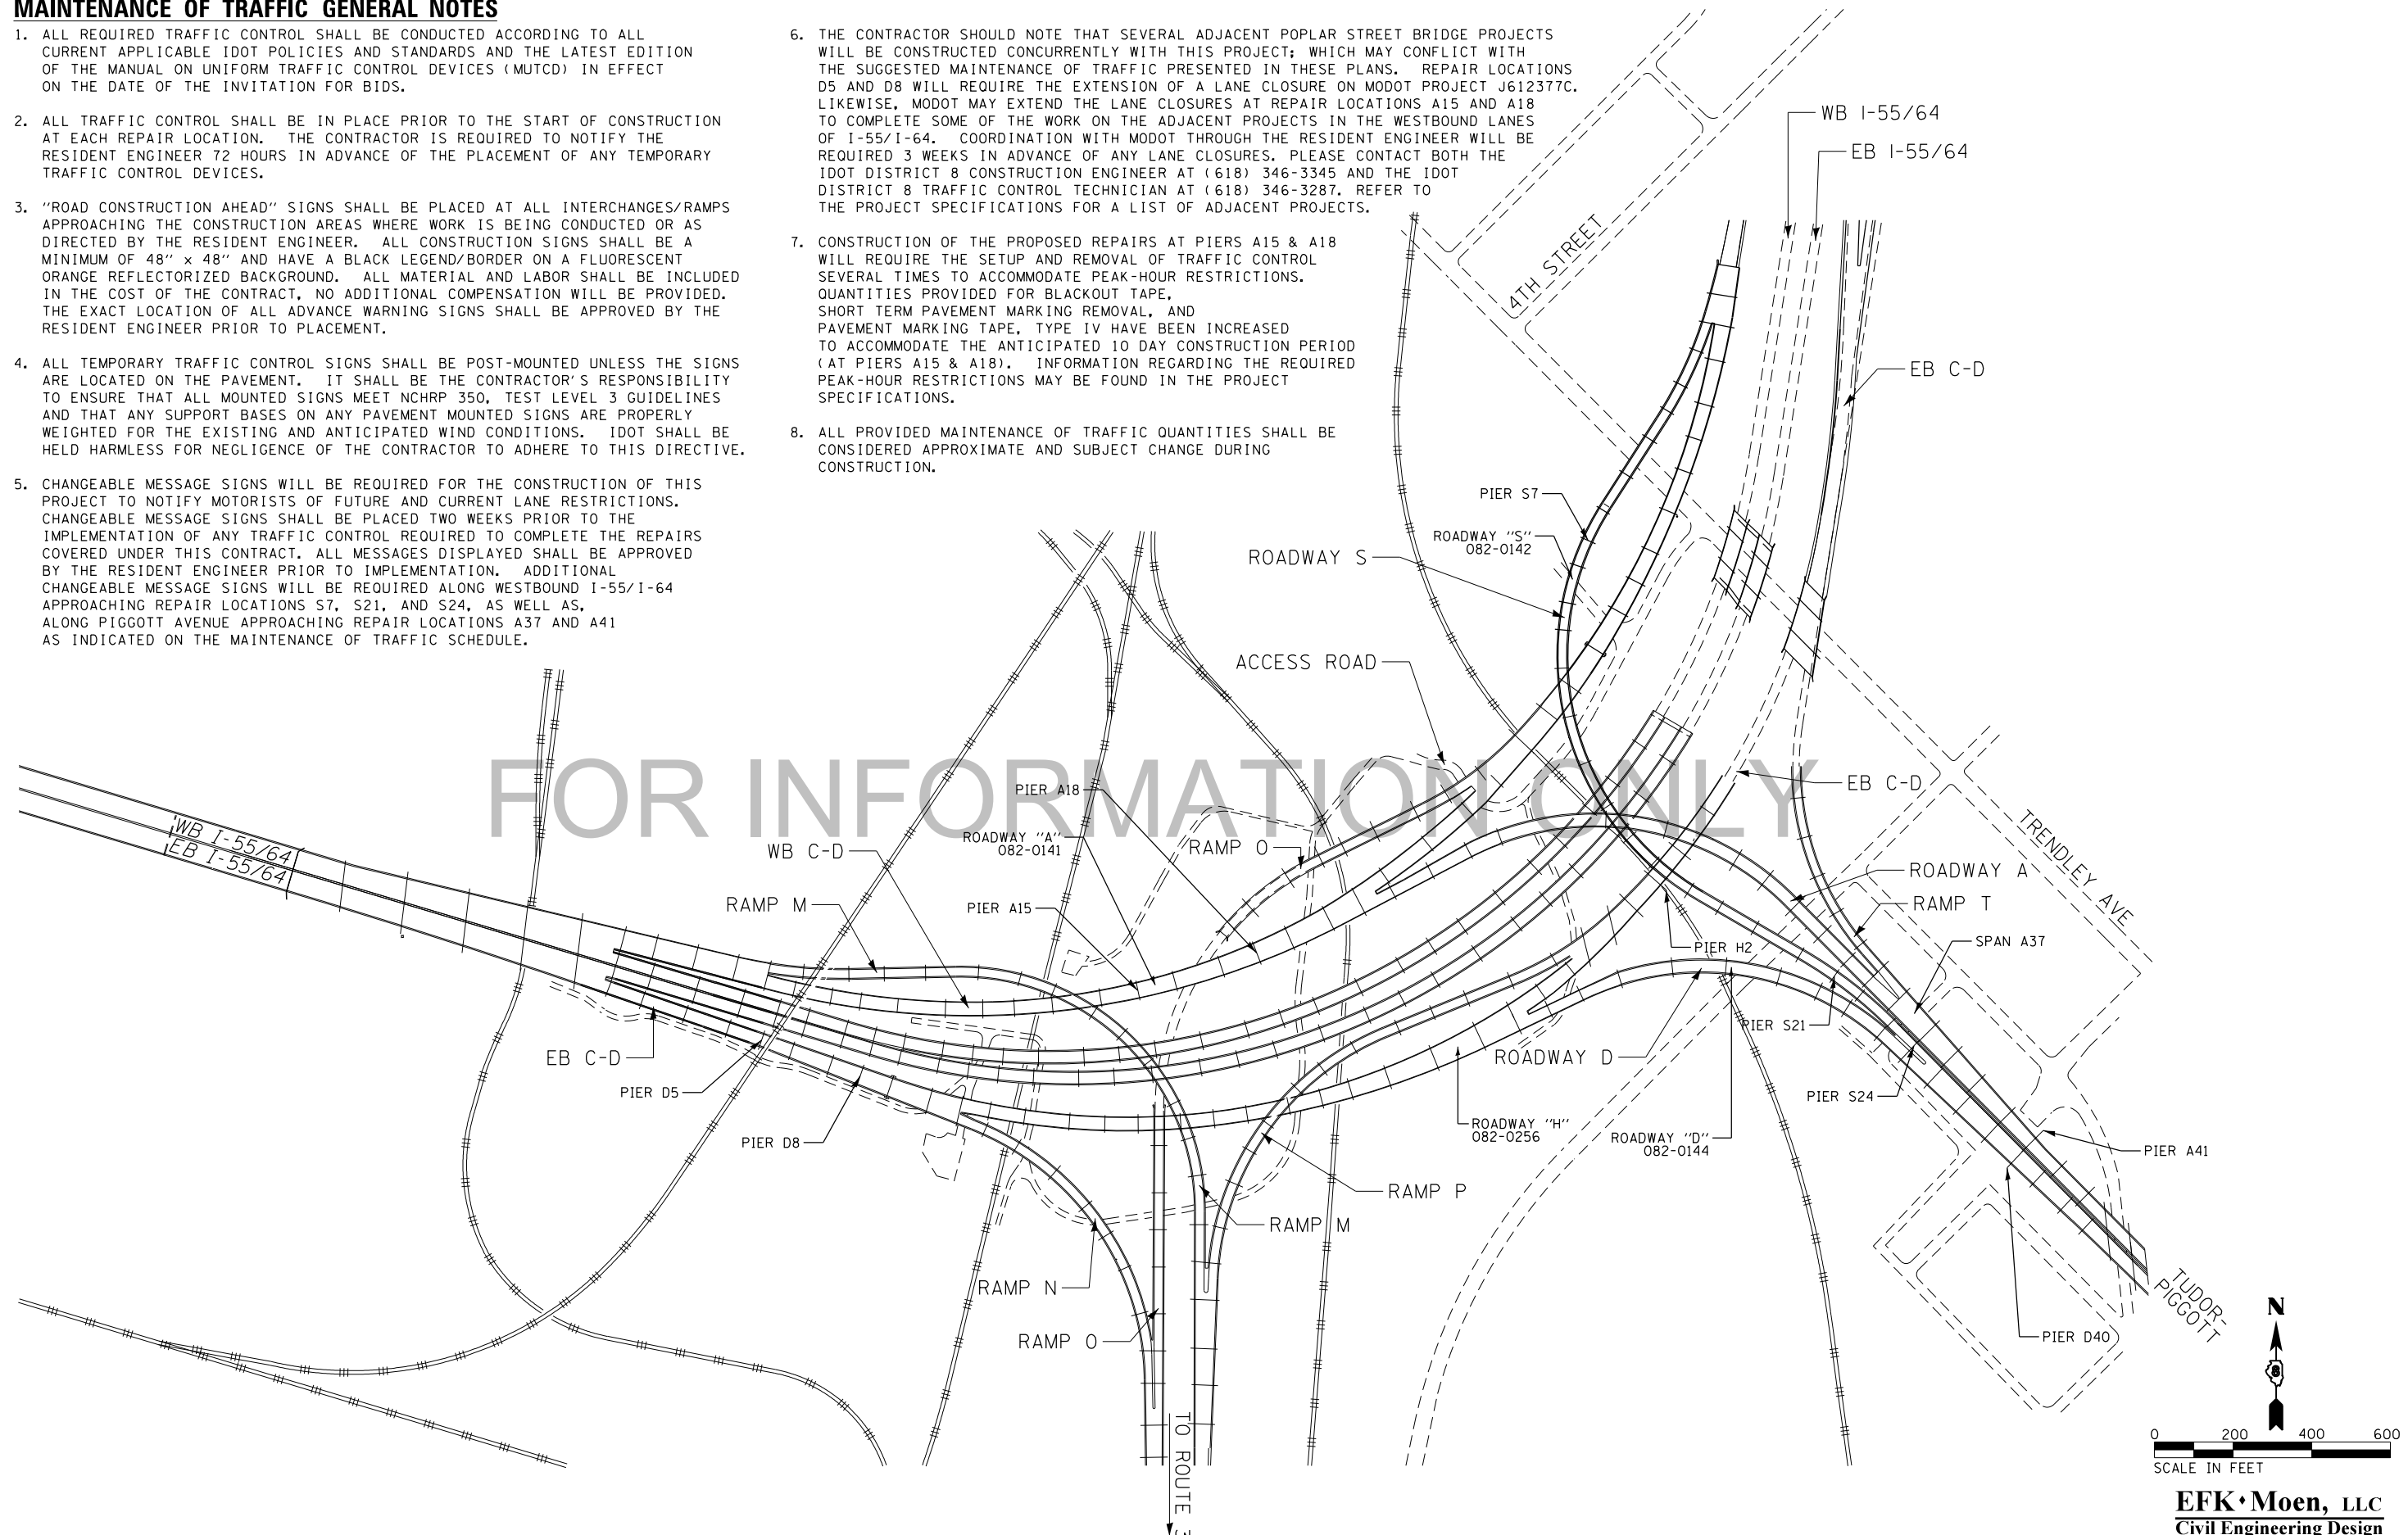 MAINTENANCE OF TRAFFIC GENERAL NOTES
1. ALL REQUIRED TRAFFIC CONTROL SHALL BE CONDUCTED ACCORDING TO ALL
CURRENT APPLICABLE IDOT POLICIES AND STANDARDS AND THE LATEST EDITION
OF THE MANUAL ON UNIFORM TRAFFIC CONTROL DEVICES (MUTCD) IN EFFECT
ON THE DATE OF THE INVITATION FOR BIDS.
2. ALL TRAFFIC CONTROL SHALL BE IN PLACE PRIOR TO THE START OF CONSTRUCTION
AT EACH REPAIR LOCATION. THE CONTRACTOR IS REQUIRED TO NOTIFY THE
RESIDENT ENGINEER 72 HOURS IN ADVANCE OF THE PLACEMENT OF ANY TEMPORARY
TRAFFIC CONTROL DEVICES.
3. "ROAD CONSTRUCTION AHEAD" SIGNS SHALL BE PLACED AT ALL INTERCHANGES/RAMPS
APPROACHING THE CONSTRUCTION AREAS WHERE WORK IS BEING CONDUCTED OR AS
DIRECTED BY THE RESIDENT ENGINEER. ALL CONSTRUCTION SIGNS SHALL BE A
MINIMUM OF 48" x 48" AND HAVE A BLACK LEGEND/BORDER ON A FLUORESCENT
ORANGE REFLECTORIZED BACKGROUND. ALL MATERIAL AND LABOR SHALL BE INCLUDED
IN THE COST OF THE CONTRACT, NO ADDITIONAL COMPENSATION WILL BE PROVIDED.
THE EXACT LOCATION OF ALL ADVANCE WARNING SIGNS SHALL BE APPROVED BY THE
RESIDENT ENGINEER PRIOR TO PLACEMENT.
4. ALL TEMPORARY TRAFFIC CONTROL SIGNS SHALL BE POST-MOUNTED UNLESS THE SIGNS
ARE LOCATED ON THE PAVEMENT. IT SHALL BE THE CONTRACTOR'S RESPONSIBILITY
TO ENSURE THAT ALL MOUNTED SIGNS MEET NCHRP 350, TEST LEVEL 3 GUIDELINES
AND THAT ANY SUPPORT BASES ON ANY PAVEMENT MOUNTED SIGNS ARE PROPERLY
WEIGHTED FOR THE EXISTING AND ANTICIPATED WIND CONDITIONS. IDOT SHALL BE
HELD HARMLESS FOR NEGLIGENCE OF THE CONTRACTOR TO ADHERE TO THIS DIRECTIVE.
5. CHANGEABLE MESSAGE SIGNS WILL BE REQUIRED FOR THE CONSTRUCTION OF THIS
PROJECT TO NOTIFY MOTORISTS OF FUTURE AND CURRENT LANE RESTRICTIONS.
CHANGEABLE MESSAGE SIGNS SHALL BE PLACED TWO WEEKS PRIOR TO THE
IMPLEMENTATION OF ANY TRAFFIC CONTROL REQUIRED TO COMPLETE THE REPAIRS
COVERED UNDER THIS CONTRACT. ALL MESSAGES DISPLAYED SHALL BE APPROVED
BY THE RESIDENT ENGINEER PRIOR TO IMPLEMENTATION. ADDITIONAL
CHANGEABLE MESSAGE SIGNS WILL BE REQUIRED ALONG WESTBOUND I-55/I-64
APPROACHING REPAIR LOCATIONS S7, S21, AND S24, AS WELL AS,
ALONG PIGGOTT AVENUE APPROACHING REPAIR LOCATIONS A37 AND A41
AS INDICATED ON THE MAINTENANCE OF TRAFFIC SCHEDULE.
6. THE CONTRACTOR SHOULD NOTE THAT SEVERAL ADJACENT POPLAR STREET BRIDGE PROJECTS
WILL BE CONSTRUCTED CONCURRENTLY WITH THIS PROJECT; WHICH MAY CONFLICT WITH
THE SUGGESTED MAINTENANCE OF TRAFFIC PRESENTED IN THESE PLANS. REPAIR LOCATIONS
D5 AND D8 WILL REQUIRE THE EXTENSION OF A LANE CLOSURE ON MODOT PROJECT J612377C.
LIKEWISE, MODOT MAY EXTEND THE LANE CLOSURES AT REPAIR LOCATIONS A15 AND A18
TO COMPLETE SOME OF THE WORK ON THE ADJACENT PROJECTS IN THE WESTBOUND LANES
OF I-55/I-64. COORDINATION WITH MODOT THROUGH THE RESIDENT ENGINEER WILL BE
REQUIRED 3 WEEKS IN ADVANCE OF ANY LANE CLOSURES. PLEASE CONTACT BOTH THE
IDOT DISTRICT 8 CONSTRUCTION ENGINEER AT (618) 346-3345 AND THE IDOT
DISTRICT 8 TRAFFIC CONTROL TECHNICIAN AT (618) 346-3287. REFER TO
THE PROJECT SPECIFICATIONS FOR A LIST OF ADJACENT PROJECTS.
7. CONSTRUCTION OF THE PROPOSED REPAIRS AT PIERS A15 & A18
WILL REQUIRE THE SETUP AND REMOVAL OF TRAFFIC CONTROL
SEVERAL TIMES TO ACCOMMODATE PEAK-HOUR RESTRICTIONS.
QUANTITIES PROVIDED FOR BLACKOUT TAPE,
SHORT TERM PAVEMENT MARKING REMOVAL, AND
PAVEMENT MARKING TAPE, TYPE IV HAVE BEEN INCREASED
TO ACCOMMODATE THE ANTICIPATED 10 DAY CONSTRUCTION PERIOD
(AT PIERS A15 & A18). INFORMATION REGARDING THE REQUIRED
PEAK-HOUR RESTRICTIONS MAY BE FOUND IN THE PROJECT
SPECIFICATIONS.
8. ALL PROVIDED MAINTENANCE OF TRAFFIC QUANTITIES SHALL BE
CONSIDERED APPROXIMATE AND SUBJECT CHANGE DURING
CONSTRUCTION.
WB I-55/64
EB I-55/64
4TH STREET
EB C-D
PIER S7
ROADWAY "S"
082-0142
ROADWAY S
ACCESS ROAD
FOR INFORMATION ONLY
PIER A18
EB C-D
TRENDLEY AVE
WB I-55/64
EB I-55/64
WB C-D
ROADWAY "A"
082-0141
RAMP O
ROADWAY A
RAMP M
PIER A15
RAMP T
PIER H2
SPAN A37
PIER S21
EB C-D
ROADWAY D
PIER D5
PIER S24
PIER D8
ROADWAY "H"
082-0256
ROADWAY "D"
082-0144
PIER A41
RAMP P
RAMP M
RAMP N
RAMP O
TUDOR-
PIGGOTT
PIER D40
N
8
TO ROUTE 3
0 200 400 600
SCALE IN FEET
EFK♦Moen, LLC
Civil Engineering Design